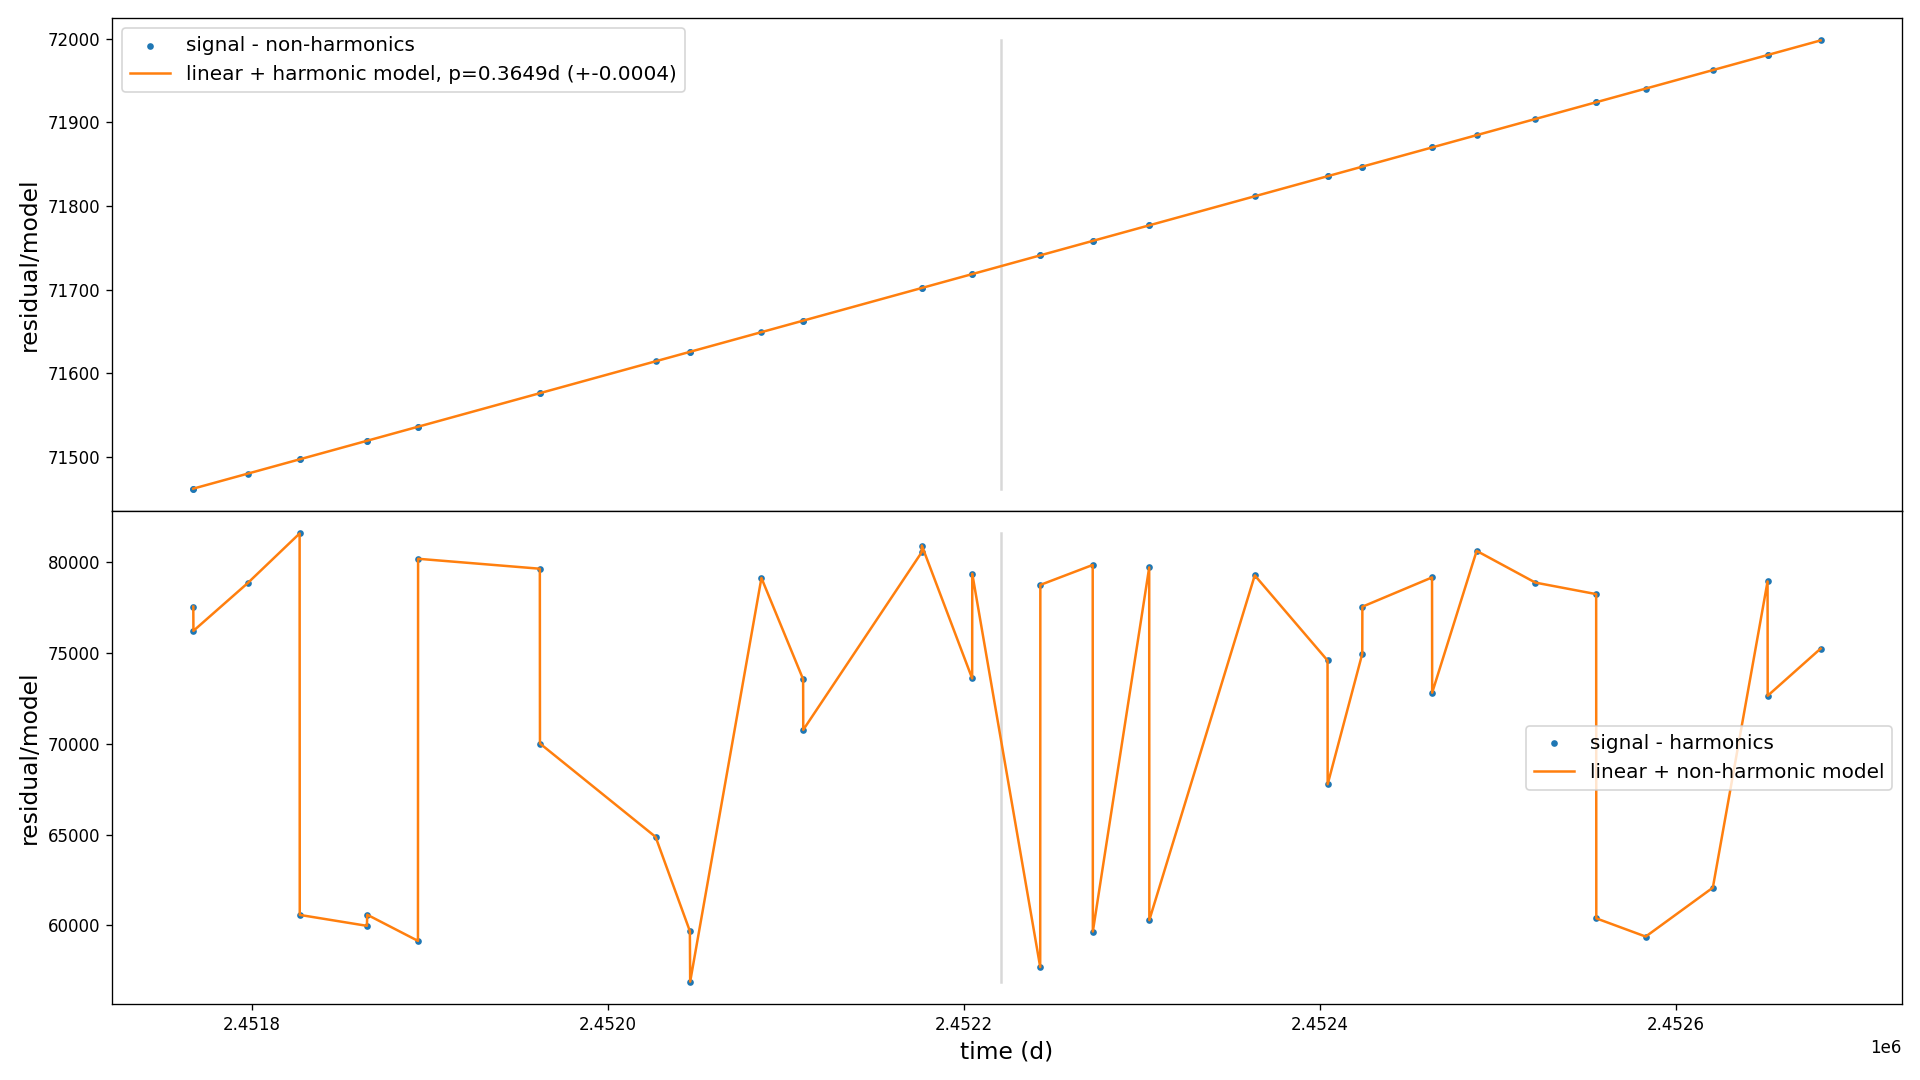 72000
71900
71800
71700
71600
71500
residual/model
signal - non-harmonics
linear + harmonic model, p=0.3649d (+-0.0004)
80000
75000
70000
65000
60000
residual/model
signal - harmonics
linear + non-harmonic model
2.4518
2.4520
2.4522
2.4524
2.4526
1e6
time (d)